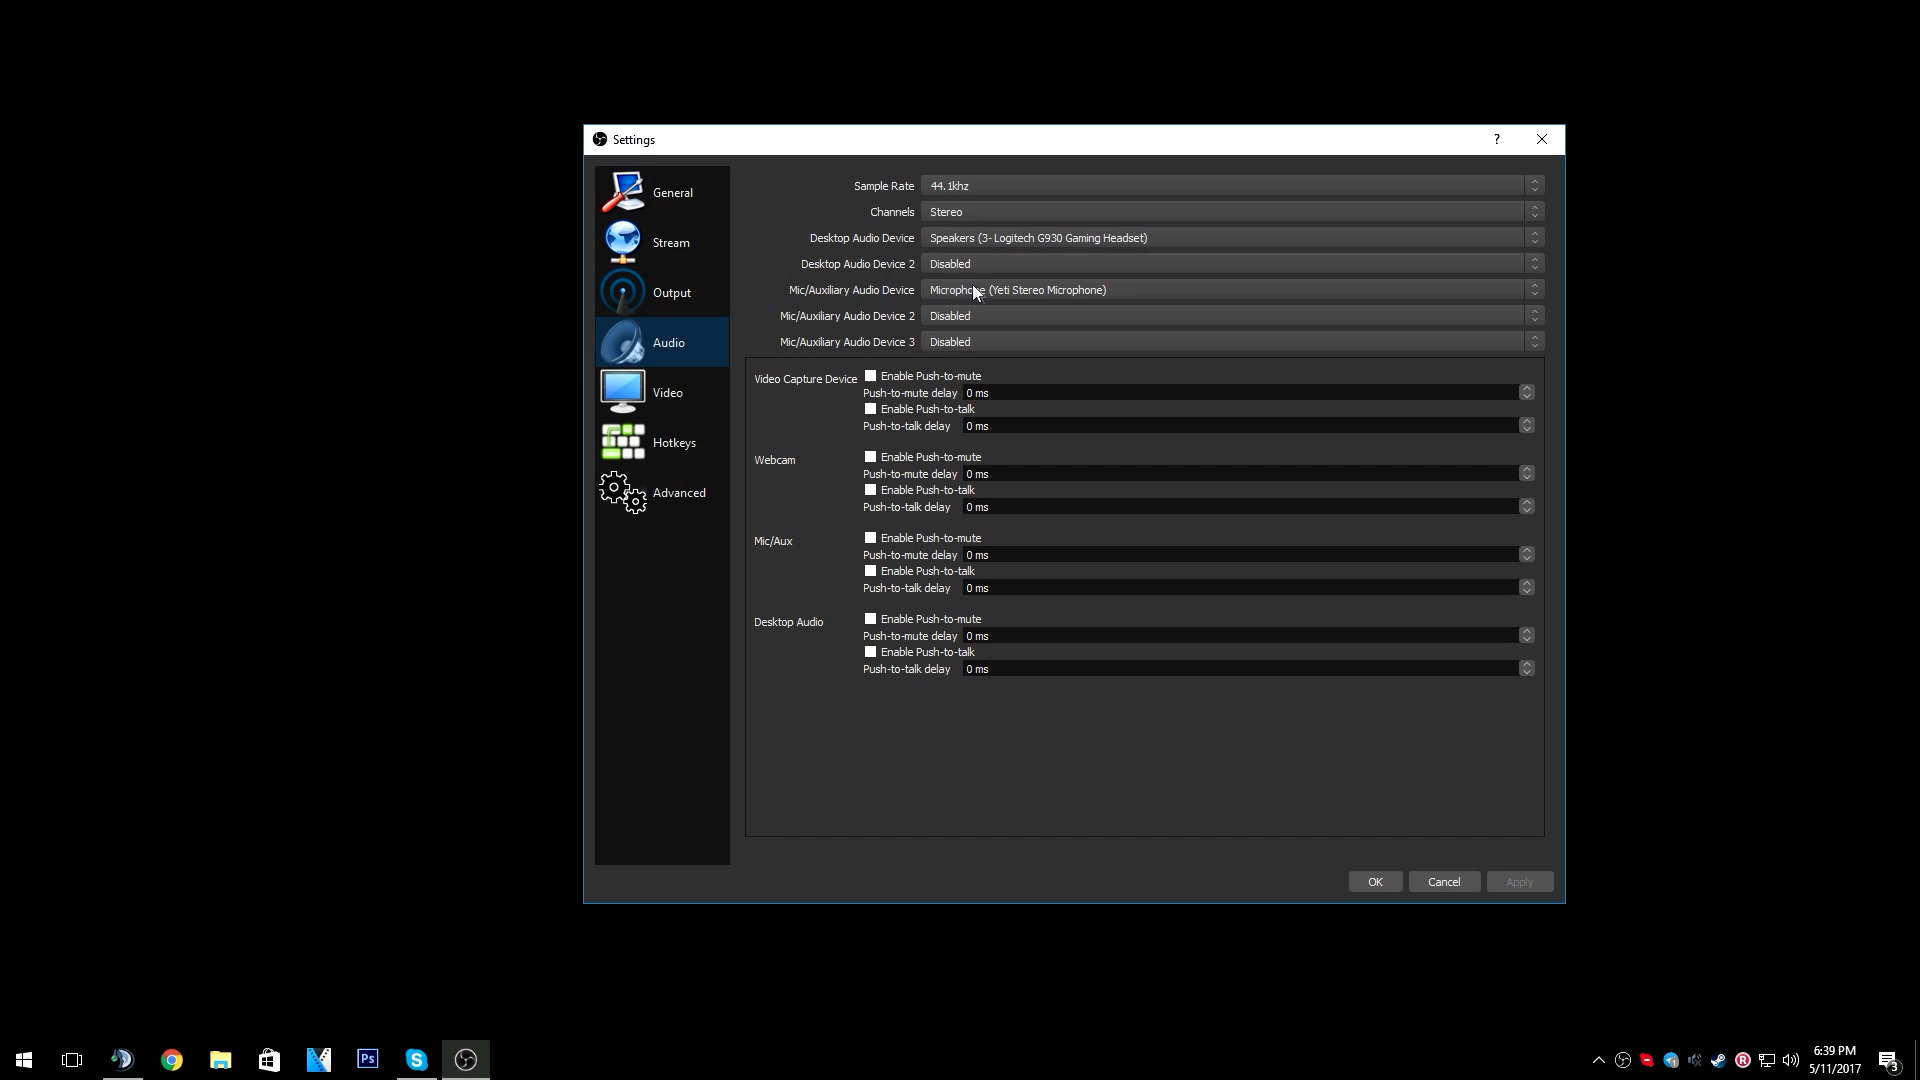 Settings
?
General
Stream
Output
Audio
Video
Hotkeys
Advanced
Sample Rate 44.1khz
Channels Stereo
Desktop Audio Device Speakers (3- Logitech G930 Gaming Headset)
Desktop Audio Device 2 Disabled
Mic/Auxiliary Audio Device Microphone (Yeti Stereo Microphone)
Mic/Auxiliary Audio Device 2 Disabled
Mic/Auxiliary Audio Device 3 Disabled
Video Capture Device Enable Push-to-mute
Push-to-mute delay 0 ms
Enable Push-to-talk
Push-to-talk delay 0 ms
Webcam Enable Push-to-mute
Push-to-mute delay 0 ms
Enable Push-to-talk
Push-to-talk delay 0 ms
Mic/Aux Enable Push-to-mute
Push-to-mute delay 0 ms
Enable Push-to-talk
Push-to-talk delay 0 ms
Desktop Audio Enable Push-to-mute
Push-to-mute delay 0 ms
Enable Push-to-talk
Push-to-talk delay 0 ms
OK Cancel Apply
Ps
S
R
6:39 PM
5/11/2017
3